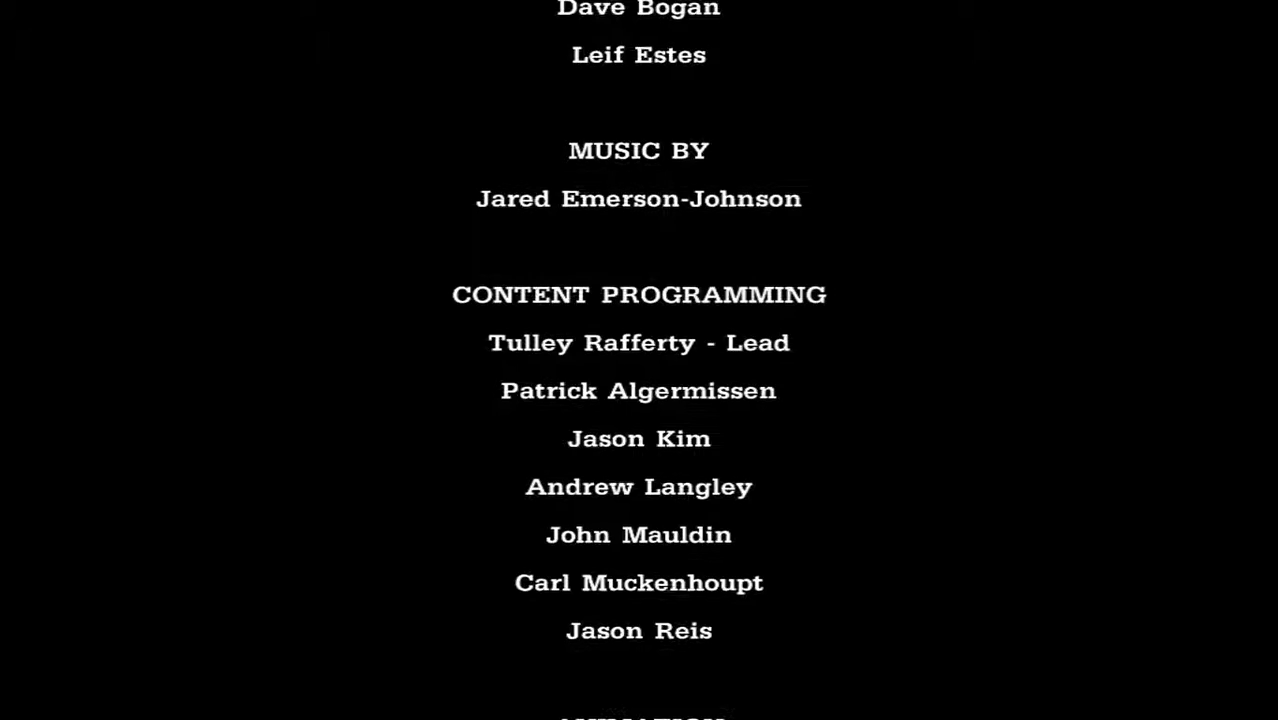 Dave Bogan
Leif Estes
MUSIC BY
Jared Emerson-Johnson
CONTENT PROGRAMMING
Tulley Rafferty - Lead
Patrick Algermissen
Jason Kim
Andrew Langley
John Mauldin
Carl Muckenhoupt
Jason Reis
ANIMATION